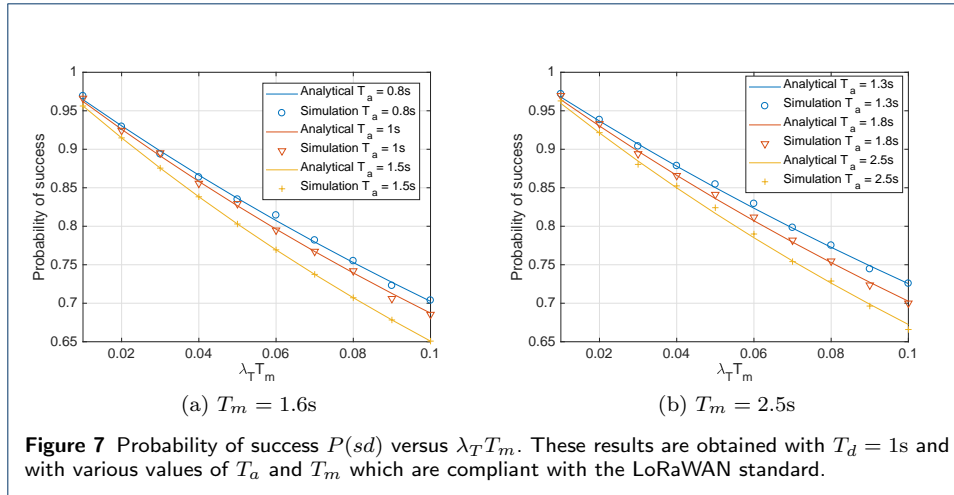 1
0.95
0.9
0.85
0.8
0.75
0.7
0.65
Probability of success
0.02 0.04 0.06 0.08 0.1
λ_T T_m
Analytical T_a = 0.8s
Simulation T_a = 0.8s
Analytical T_a = 1s
Simulation T_a = 1s
Analytical T_a = 1.5s
Simulation T_a = 1.5s
(a) T_m = 1.6s
1
0.95
0.9
0.85
0.8
0.75
0.7
0.65
Probability of success
0.02 0.04 0.06 0.08 0.1
λ_T T_m
Analytical T_a = 1.3s
Simulation T_a = 1.3s
Analytical T_a = 1.8s
Simulation T_a = 1.8s
Analytical T_a = 2.5s
Simulation T_a = 2.5s
(b) T_m = 2.5s
Figure 7 Probability of success P(sd) versus λ_T T_m. These results are obtained with T_d = 1s and
with various values of T_a and T_m which are compliant with the LoRaWAN standard.